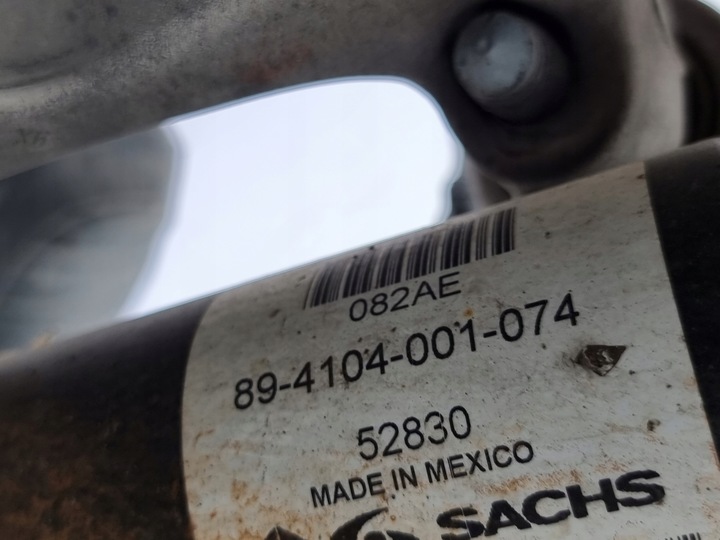 082AE
89-4104-001-074
52830
MADE IN MEXICO
SACHS